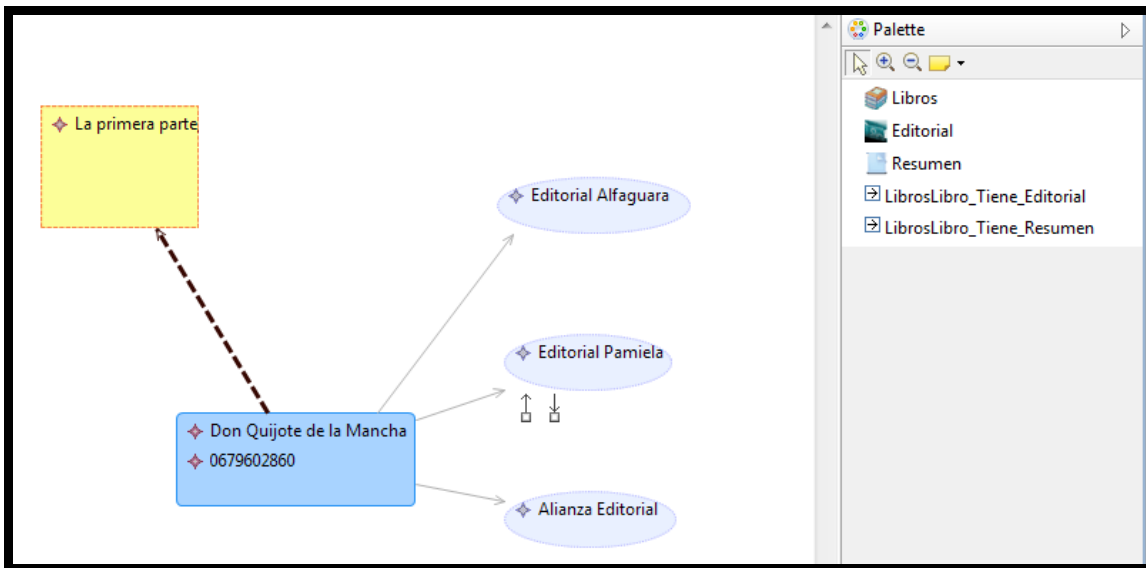 La primera parte
Editorial Alfaguara
Editorial Pamiela
Don Quijote de la Mancha
0679602860
Alianza Editorial
Palette
Libros
Editorial
Resumen
LibrosLibro_Tiene_Editorial
LibrosLibro_Tiene_Resumen